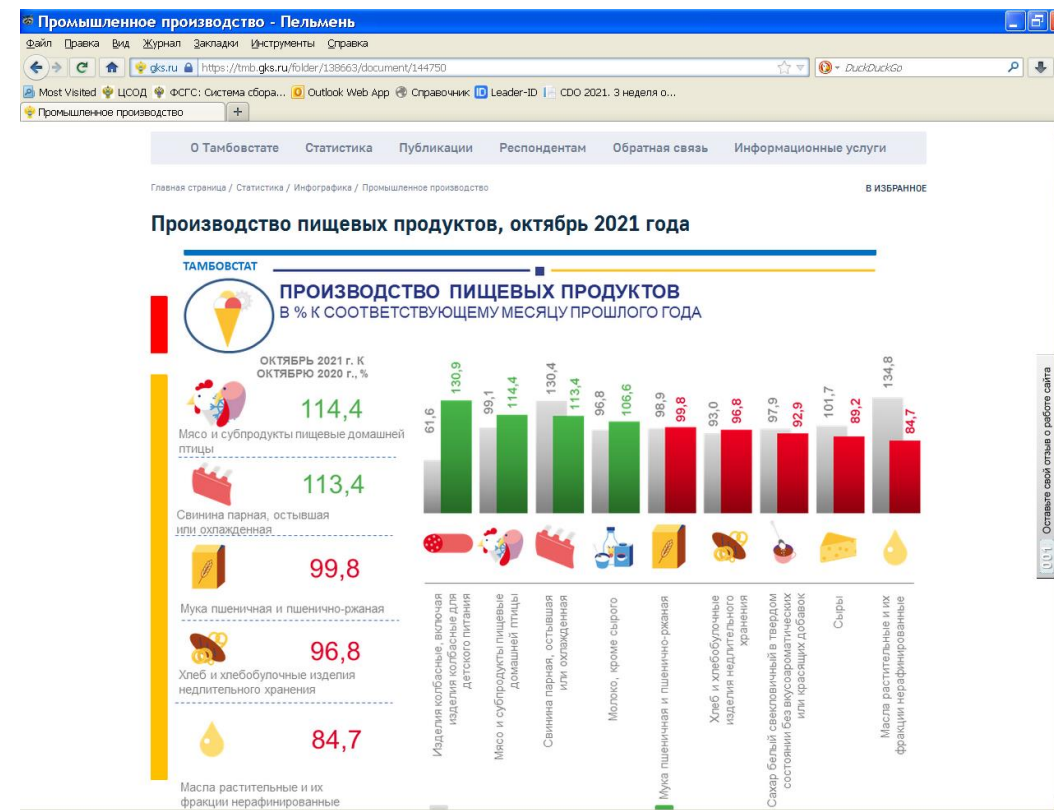 Промышленное производство - Пельмень
Файл Правка Вид Журнал Закладки Инструменты Справка
gks.ru https://tmb.gks.ru/folder/138663/document/144750 DuckDuckGo
Most Visited ЦСОД ФСГС: Система сбора... Outlook Web App Справочник Leader-ID CDO 2021. 3 неделя о...
Промышленное производство +
О Тамбовстате Статистика Публикации Респондентам Обратная связь Информационные услуги
Главная страница / Статистика / Инфографика / Промышленное производство В ИЗБРАННОЕ
Производство пищевых продуктов, октябрь 2021 года
ТАМБОВСТАТ
ПРОИЗВОДСТВО ПИЩЕВЫХ ПРОДУКТОВ
В % К СООТВЕТСТВУЮЩЕМУ МЕСЯЦУ ПРОШЛОГО ГОДА
ОКТЯБРЬ 2021 г. К
ОКТЯБРЮ 2020 г., %
114,4
Мясо и субпродукты пищевые домашней
птицы
113,4
Свинина парная, остывшая
или охлажденная
99,8
Мука пшеничная и пшенично-ржаная
96,8
Хлеб и хлебобулочные изделия
недлительного хранения
84,7
Масла растительные и их
фракции нерафинированные
61,6
130,9
99,1
114,4
130,4
113,4
96,8
106,6
98,9
99,8
93,0
96,8
97,9
92,9
101,7
89,2
134,8
84,7
Изделия колбасные, включая
изделия колбасные для
детского питания
Мясо и субпродукты пищевые
домашней птицы
Свинина парная, остывшая
или охлажденная
Молоко, кроме сырого
Мука пшеничная и пшенично-ржаная
Хлеб и хлебобулочные
изделия недлительного
хранения
Сахар белый свекловичный в твердом
состоянии без вкусоароматических
или красящих добавок
Сыры
Масла растительные и их
фракции нерафинированные
Оставьте свой отзыв о работе сайта